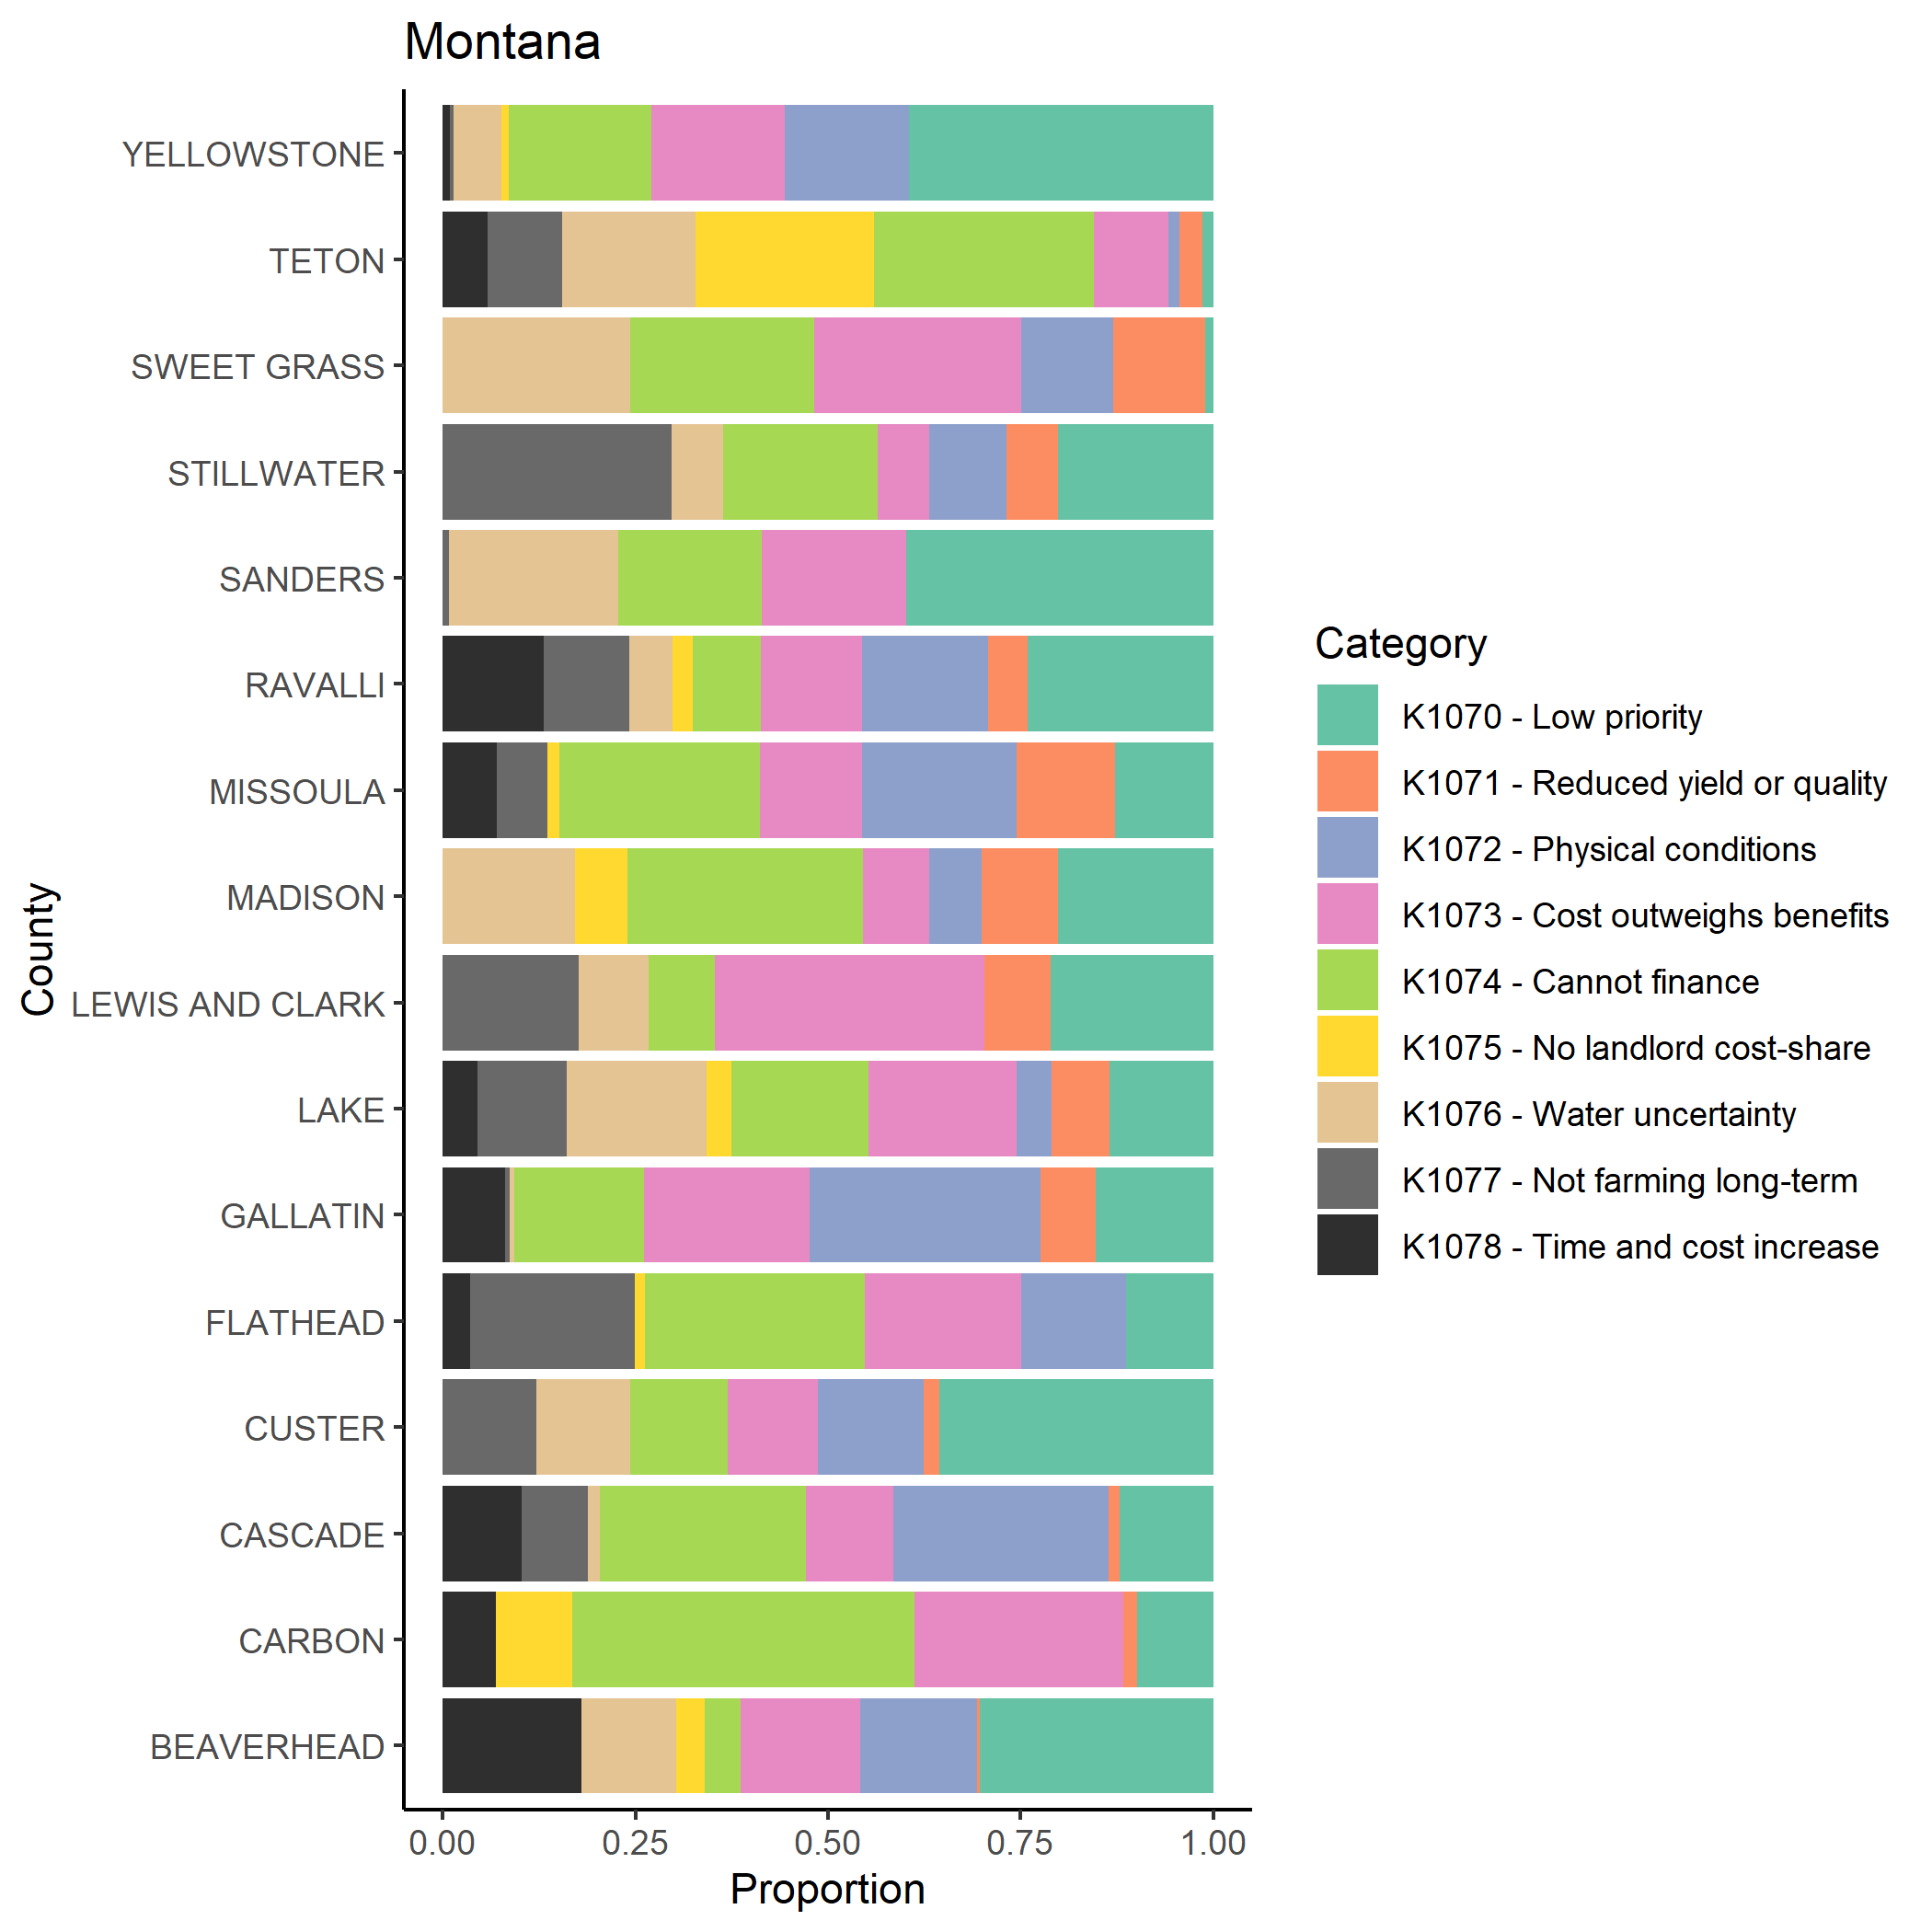 Montana
YELLOWSTONE
TETON
SWEET GRASS
STILLWATER
SANDERS
RAVALLI
MISSOULA
MADISON
LEWIS AND CLARK
LAKE
GALLATIN
FLATHEAD
CUSTER
CASCADE
CARBON
BEAVERHEAD
County
0.00 0.25 0.50 0.75 1.00
Proportion
Category
K1070 - Low priority
K1071 - Reduced yield or quality
K1072 - Physical conditions
K1073 - Cost outweighs benefits
K1074 - Cannot finance
K1075 - No landlord cost-share
K1076 - Water uncertainty
K1077 - Not farming long-term
K1078 - Time and cost increase